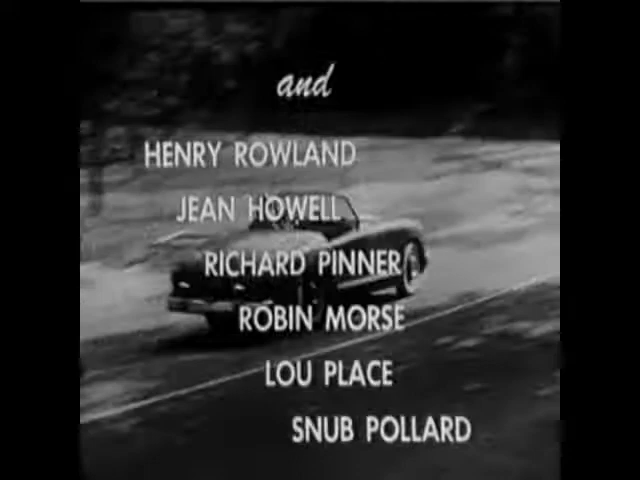 and
HENRY ROWLAND
JEAN HOWELL
RICHARD PINNER
ROBIN MORSE
LOU PLACE
SNUB POLLARD